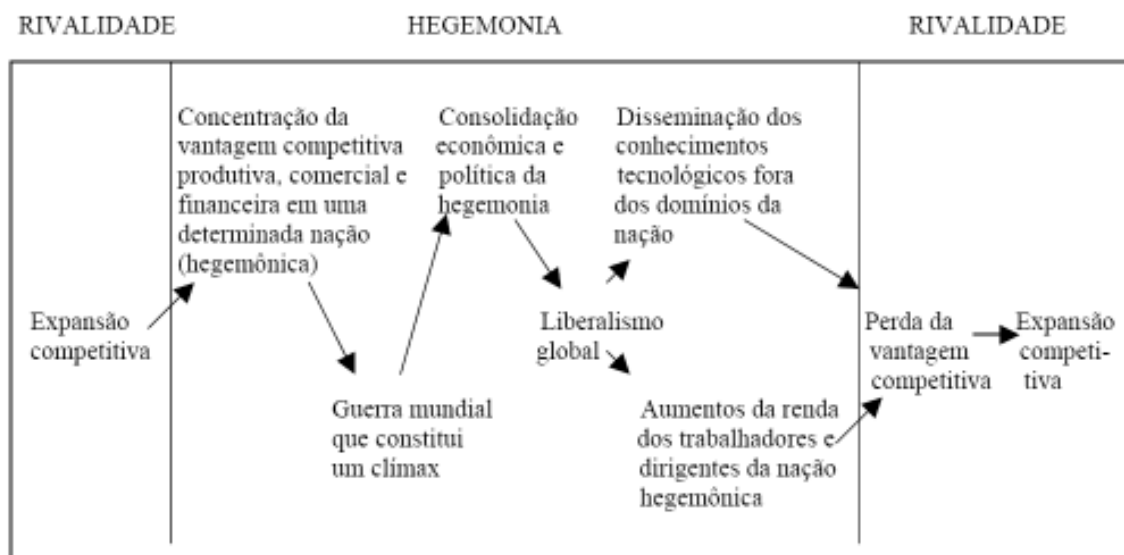 RIVALIDADE
HEGEMONIA
RIVALIDADE
Expansão
competitiva
Concentração da
vantagem competitiva
produtiva, comercial e
financeira em uma
determinada nação
(hegemônica)
Guerra mundial
que constitui
um clímax
Consolidação
econômica e
política da
hegemonia
Liberalismo
global
Disseminação dos
conhecimentos
tecnológicos fora
dos domínios da
nação
Aumentos da renda
dos trabalhadores e
dirigentes da nação
hegemônica
Perda da
vantagem
competitiva
Expansão
competi-
tiva